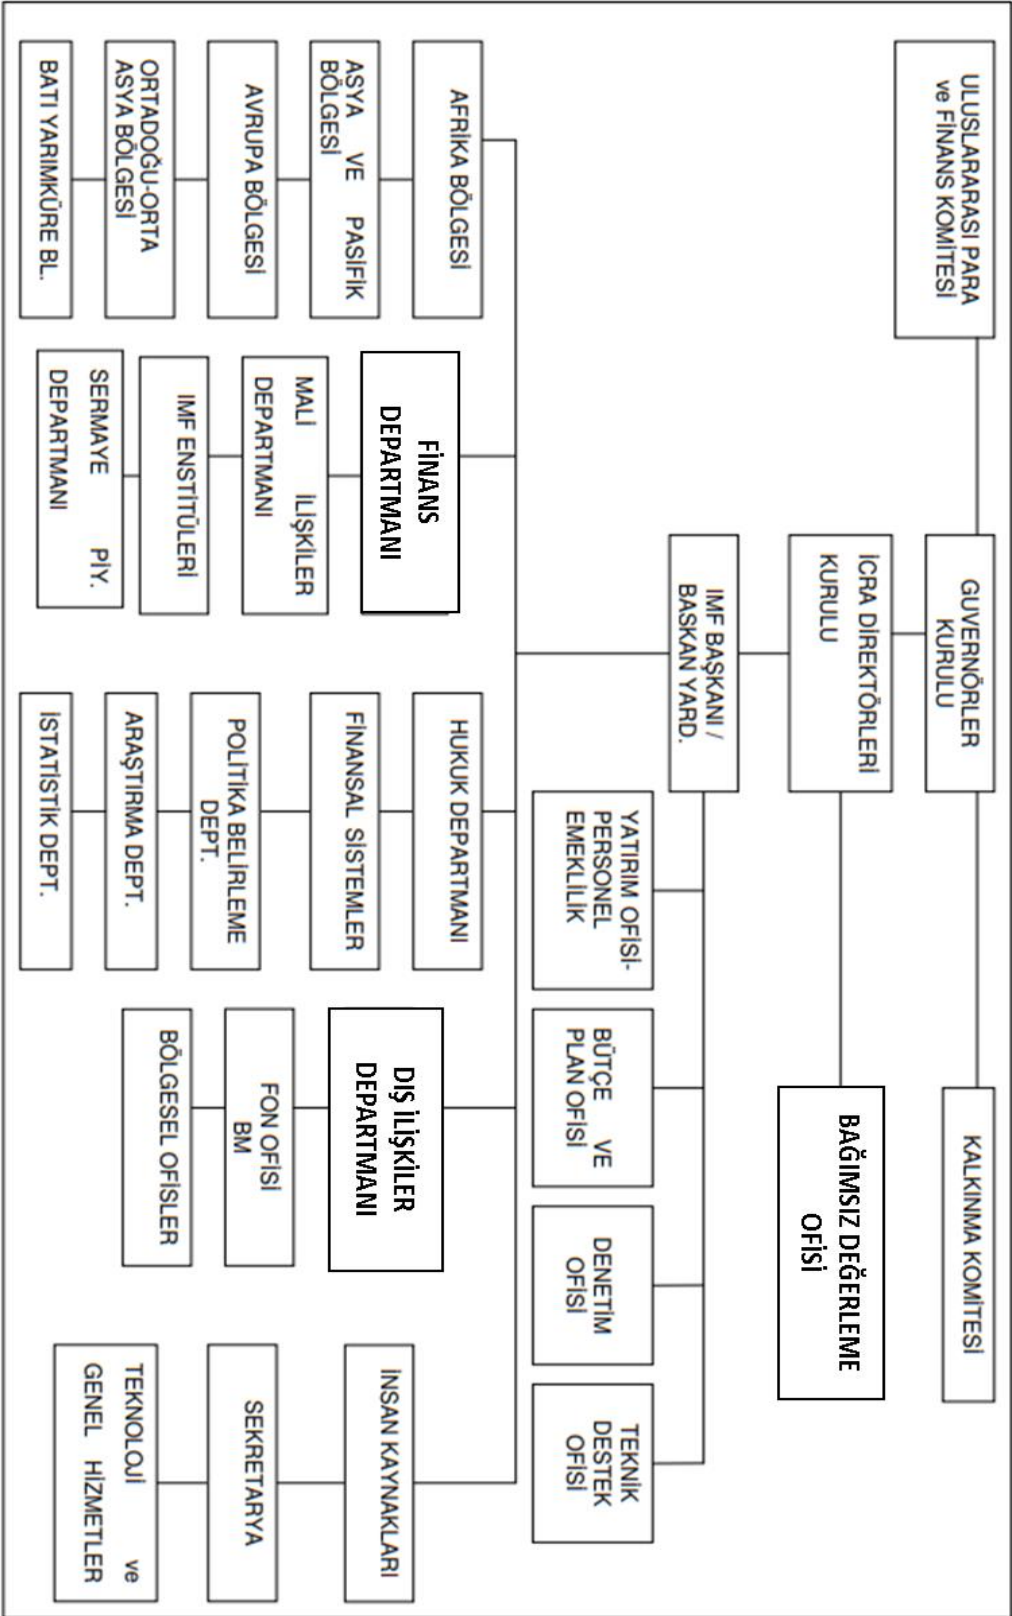 ULUSLARARASI PARA
ve FİNANS KOMİTESİ
GUVERNÖRLER
KURULU
KALKINMA KOMİTESİ
İCRA DİREKTÖRLERİ
KURULU
BAĞIMSIZ DEĞERLEME
OFİSİ
IMF BAŞKANI /
BASKAN YARD.
YATIRIM OFİSİ-
PERSONEL
EMEKLİLİK
BÜTÇE VE
PLAN OFİSİ
DENETİM
OFİSİ
TEKNİK
DESTEK
OFİSİ
AFRİKA BÖLGESİ
ASYA VE PASİFİK
BÖLGESİ
AVRUPA BÖLGESİ
ORTADOĞU-ORTA
ASYA BÖLGESİ
BATI YARIMKÜRE BL.
FİNANS
DEPARTMANI
MALİ İLİŞKİLER
DEPARTMANI
IMF ENSTİTÜLERİ
SERMAYE PİY.
DEPARTMANI
HUKUK DEPARTMANI
FİNANSAL SİSTEMLER
POLİTİKA BELİRLEME
DEPT.
ARAŞTIRMA DEPT.
İSTATİSTİK DEPT.
DIŞ İLİŞKİLER
DEPARTMANI
FON OFİSİ
BM
BÖLGESEL OFİSLER
İNSAN KAYNAKLARI
SEKRETARYA
TEKNOLOJİ ve
GENEL HİZMETLER